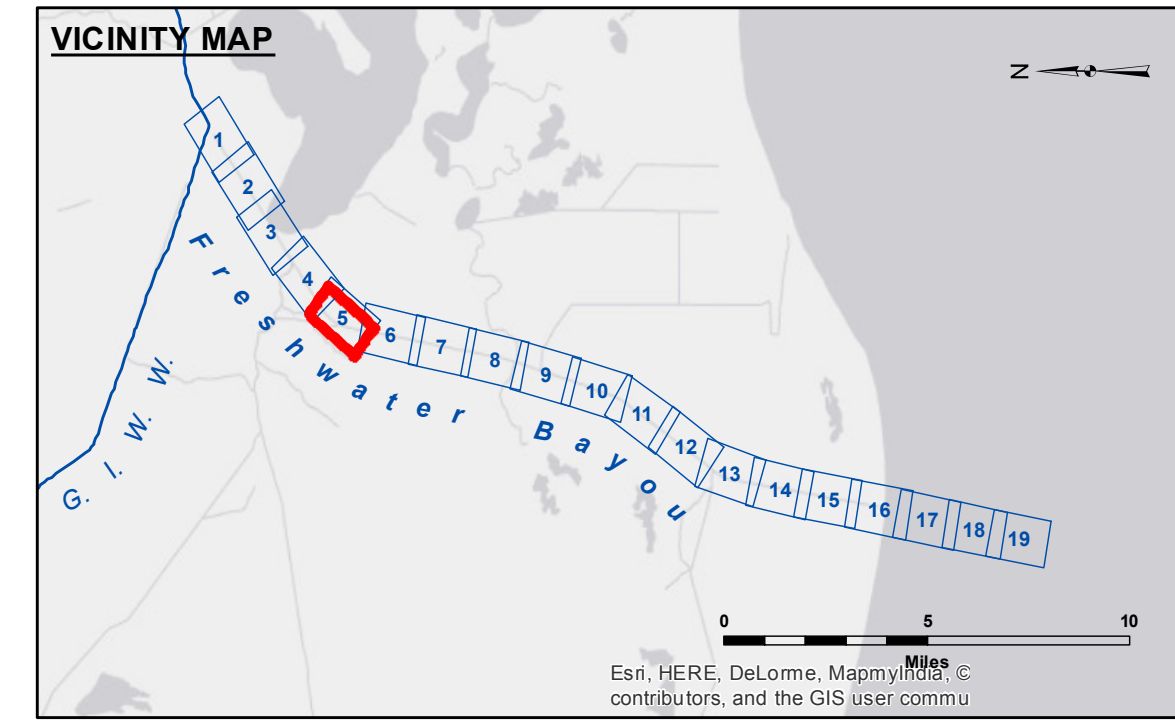 VICINITY MAP
N
1
2
3
4
5
6
7
8
9
10
11
12
13
14
15
16
17
18
19
Freshwater Bayou
G. I. W. W.
0 5 10
Miles
Esri, HERE, DeLorme, MapmyIndia, ©
contributors, and the GIS user commu